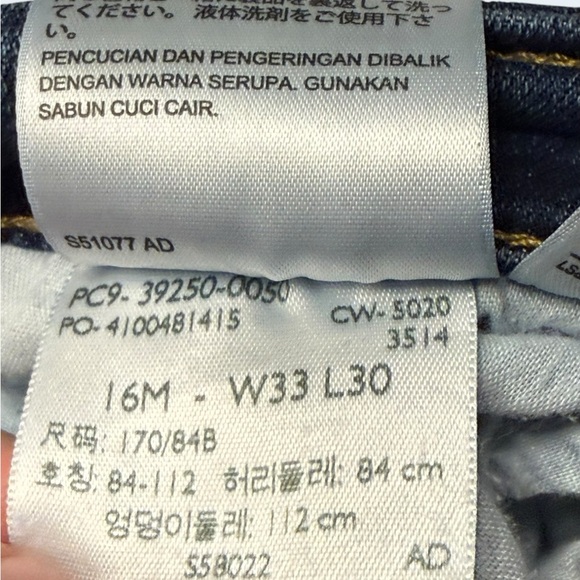 てください。液体洗剤をご使用下さ
い。
PENCUCIAN DAN PENGERINGAN DIBALIK
DENGAN WARNA SERUPA. GUNAKAN
SABUN CUCI CAIR.
S51077 AD
PC9- 39250-0050
PO- 4100481415
CW- 5020
3514
16M - W33 L30
尺码: 170/84B
호칭: 84-112 허리둘레: 84 cm
엉덩이둘레: 112 cm
S58022 AD